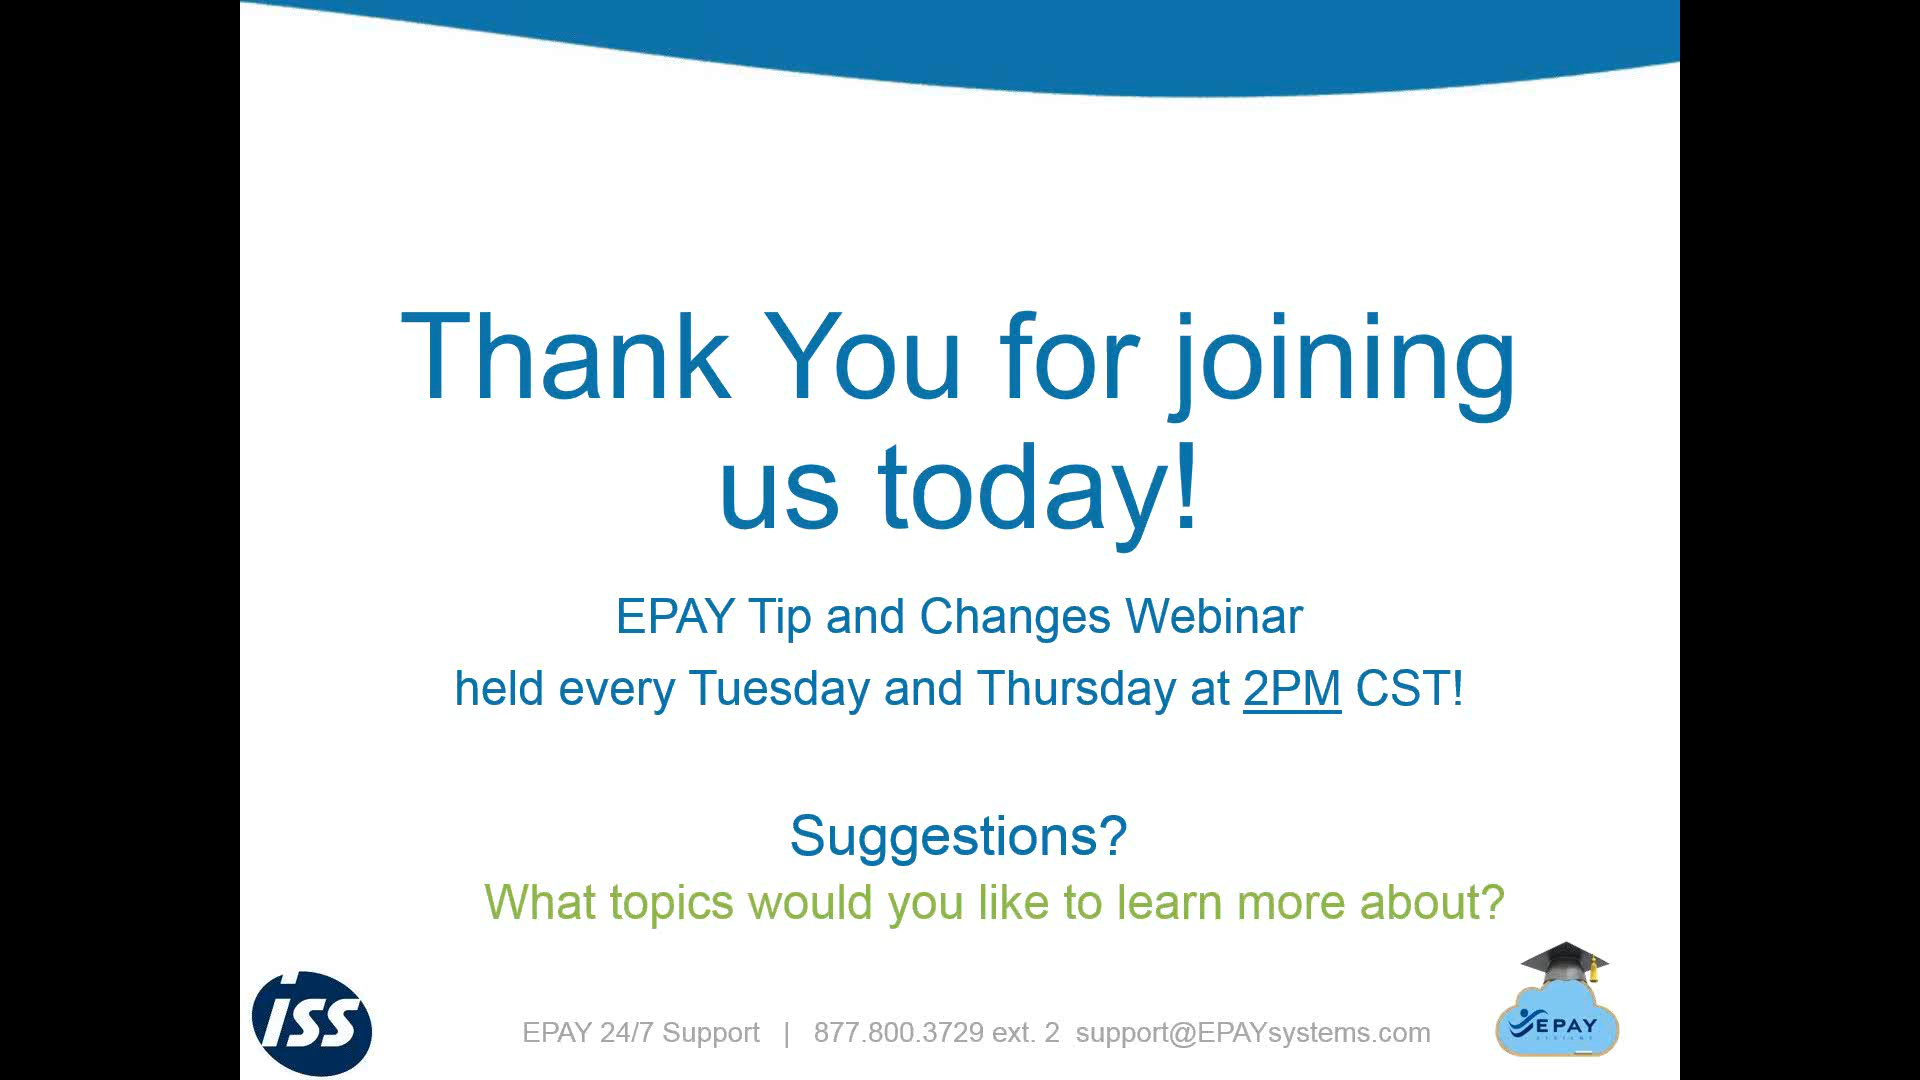 Thank You for joining
us today!
EPAY Tip and Changes Webinar
held every Tuesday and Thursday at 2PM CST!
Suggestions?
What topics would you like to learn more about?
ISS
EPAY 24/7 Support | 877.800.3729 ext. 2 support@EPAYsystems.com
EPAY